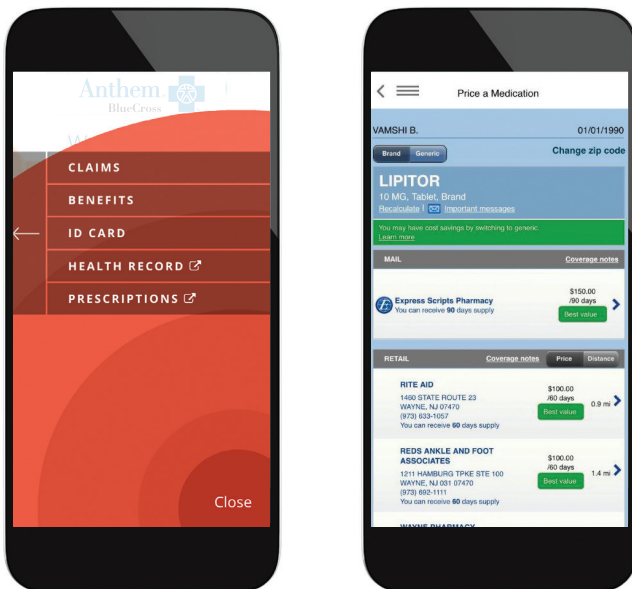 Anthem
BlueCross
CLAIMS
BENEFITS
ID CARD
HEALTH RECORD
PRESCRIPTIONS
Close
Price a Medication
VAMSHI B. 01/01/1990
Brand Generic Change zip code
LIPITOR
10 MG, Tablet, Brand
Recalculate | Important messages
You may have cost savings by switching to generic.
Learn more
MAIL Coverage notes
Express Scripts Pharmacy
You can receive 90 days supply
$150.00
/90 days
Best value
RETAIL Coverage notes Price Distance
RITE AID
1490 STATE ROUTE 23
WAYNE, NJ 07470
(973) 633-1057
You can receive 60 days supply
$100.00
/60 days
Best value
0.9 mi
REDS ANKLE AND FOOT
ASSOCIATES
1211 HAMBURG TPKE STE 100
WAYNE, NJ 031 07470
(973) 692-1111
You can receive 60 days supply
$100.00
/60 days
Best value
1.4 mi
WAYNE PHARMACY